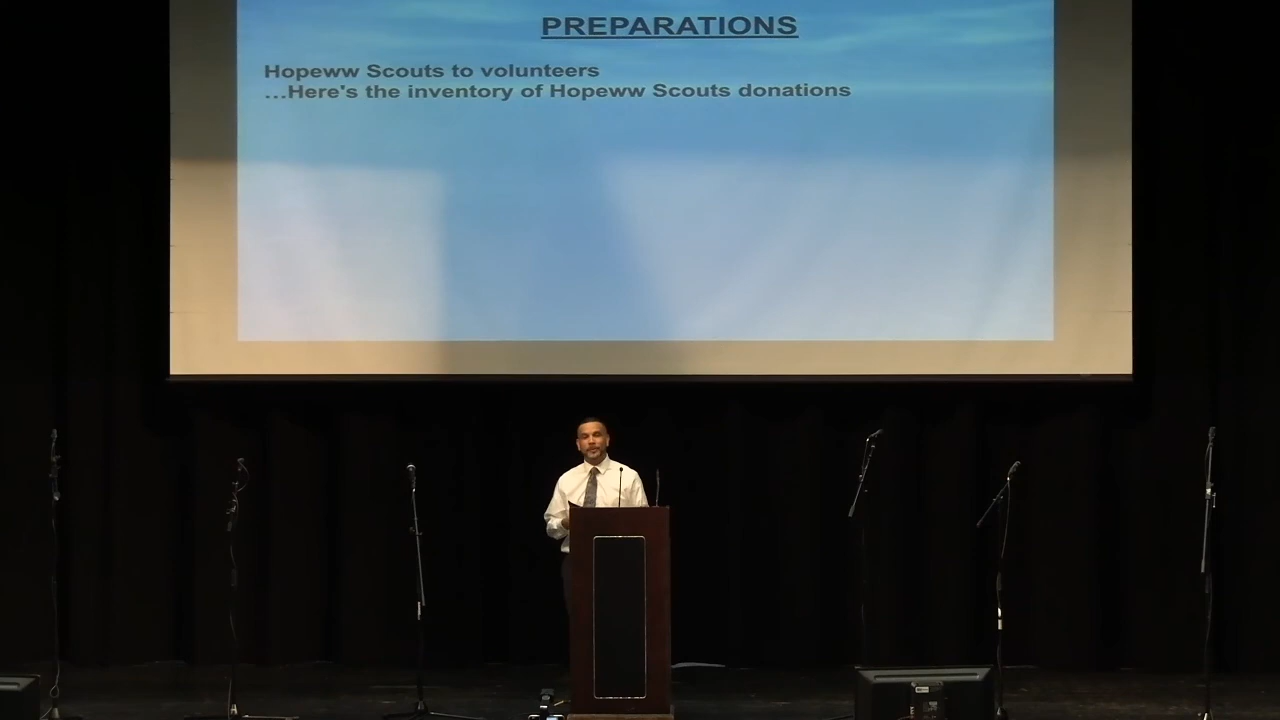 PREPARATIONS
Hopeww Scouts to volunteers
...Here's the inventory of Hopeww Scouts donations